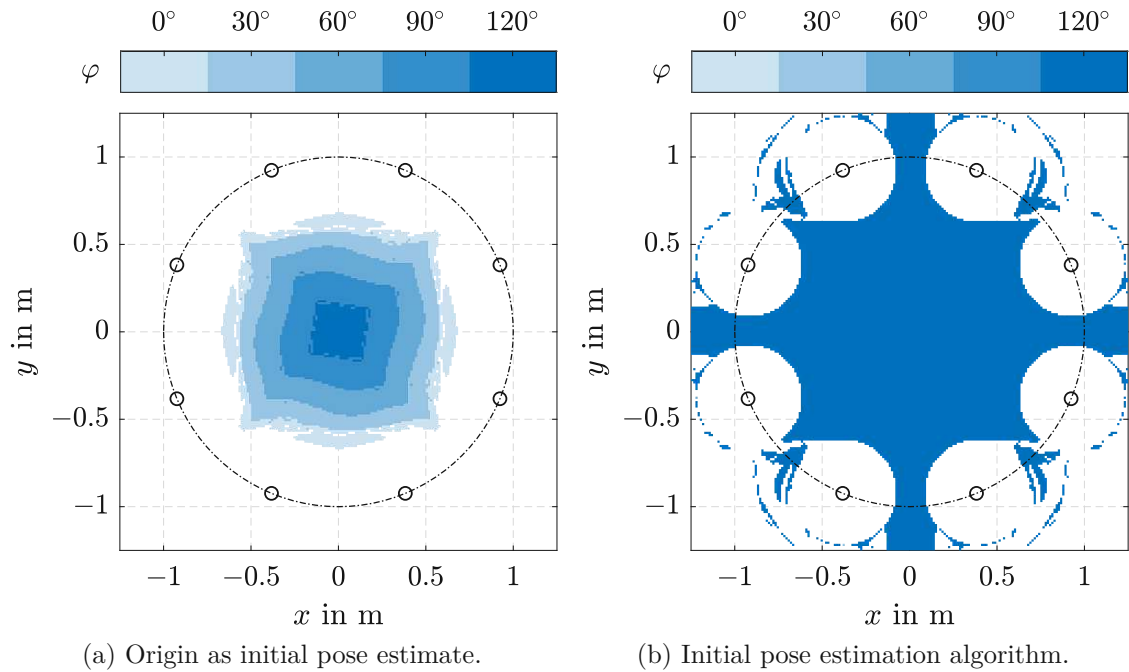 0° 30° 60° 90° 120° 0° 30° 60° 90° 120°
φ φ
1 1
0.5 0.5
0 0
−0.5 −0.5
−1 −1
y in m y in m
−1 −0.5 0 0.5 1 −1 −0.5 0 0.5 1
x in m x in m
(a) Origin as initial pose estimate. (b) Initial pose estimation algorithm.